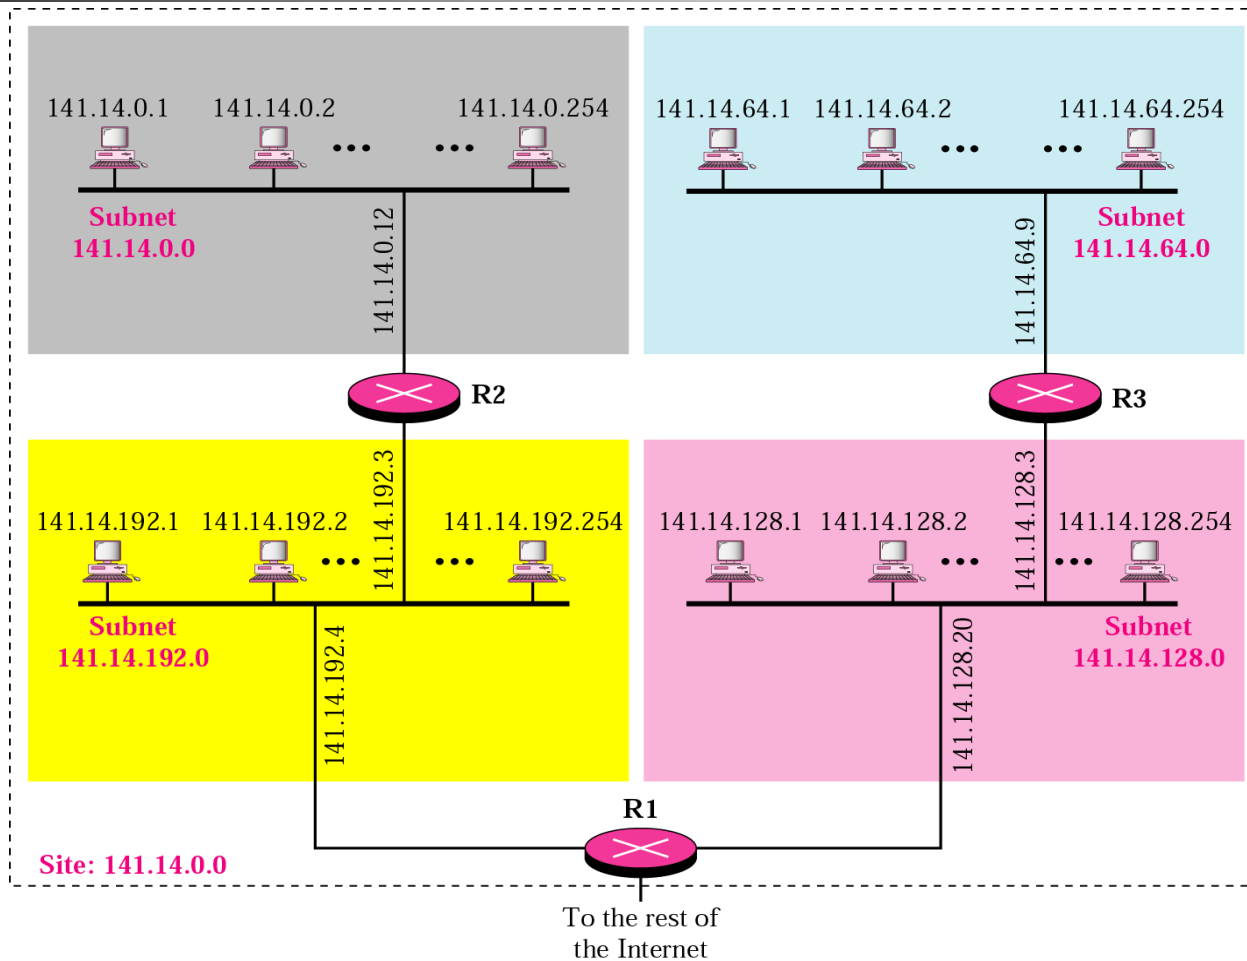 141.14.0.1
141.14.0.2
141.14.0.254
Subnet
141.14.0.0
141.14.0.12
141.14.64.1
141.14.64.2
141.14.64.254
141.14.64.9
Subnet
141.14.64.0
R2
R3
141.14.192.1
141.14.192.2
141.14.192.3
141.14.192.254
Subnet
141.14.192.0
141.14.192.4
141.14.128.1
141.14.128.2
141.14.128.3
141.14.128.254
Subnet
141.14.128.0
141.14.128.20
R1
Site: 141.14.0.0
To the rest of
the Internet